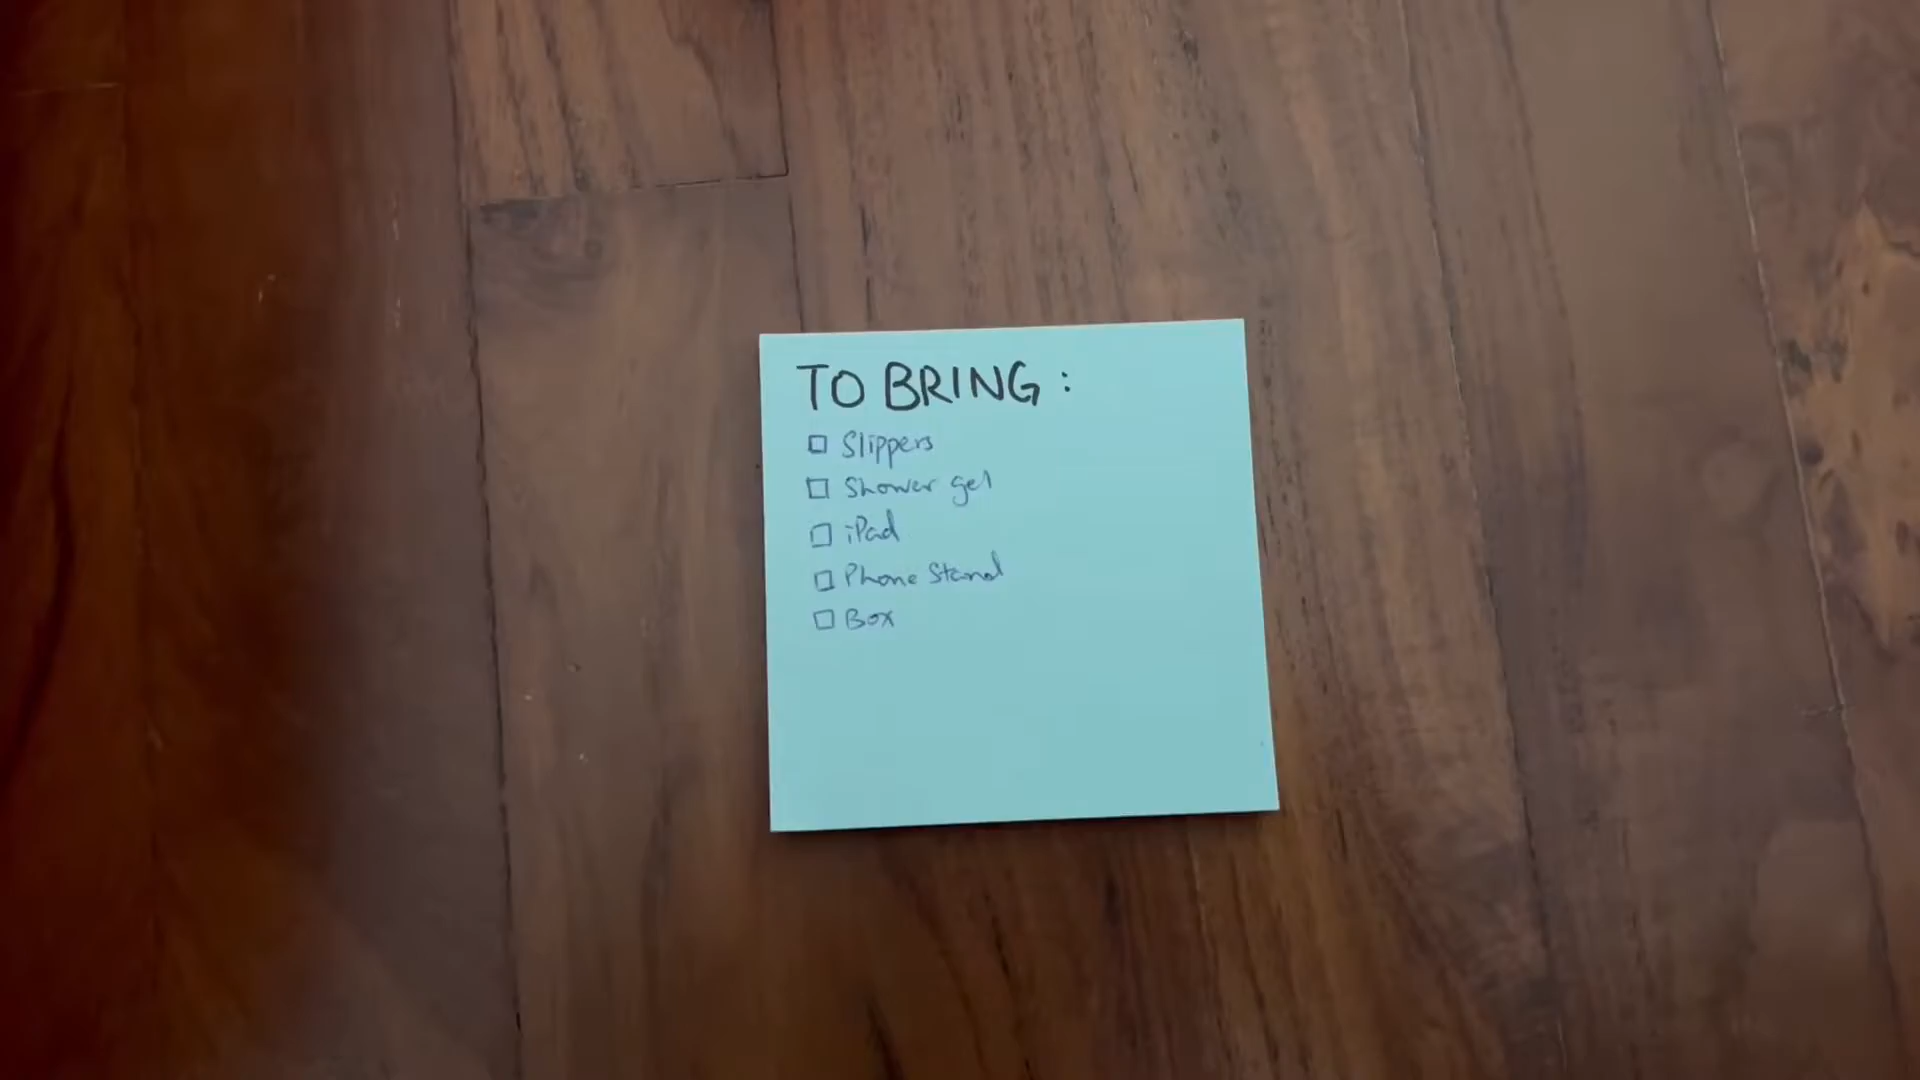 TO BRING :
☐ Slippers
☐ Shower gel
☐ iPad
☐ Phone Stand
☐ Box